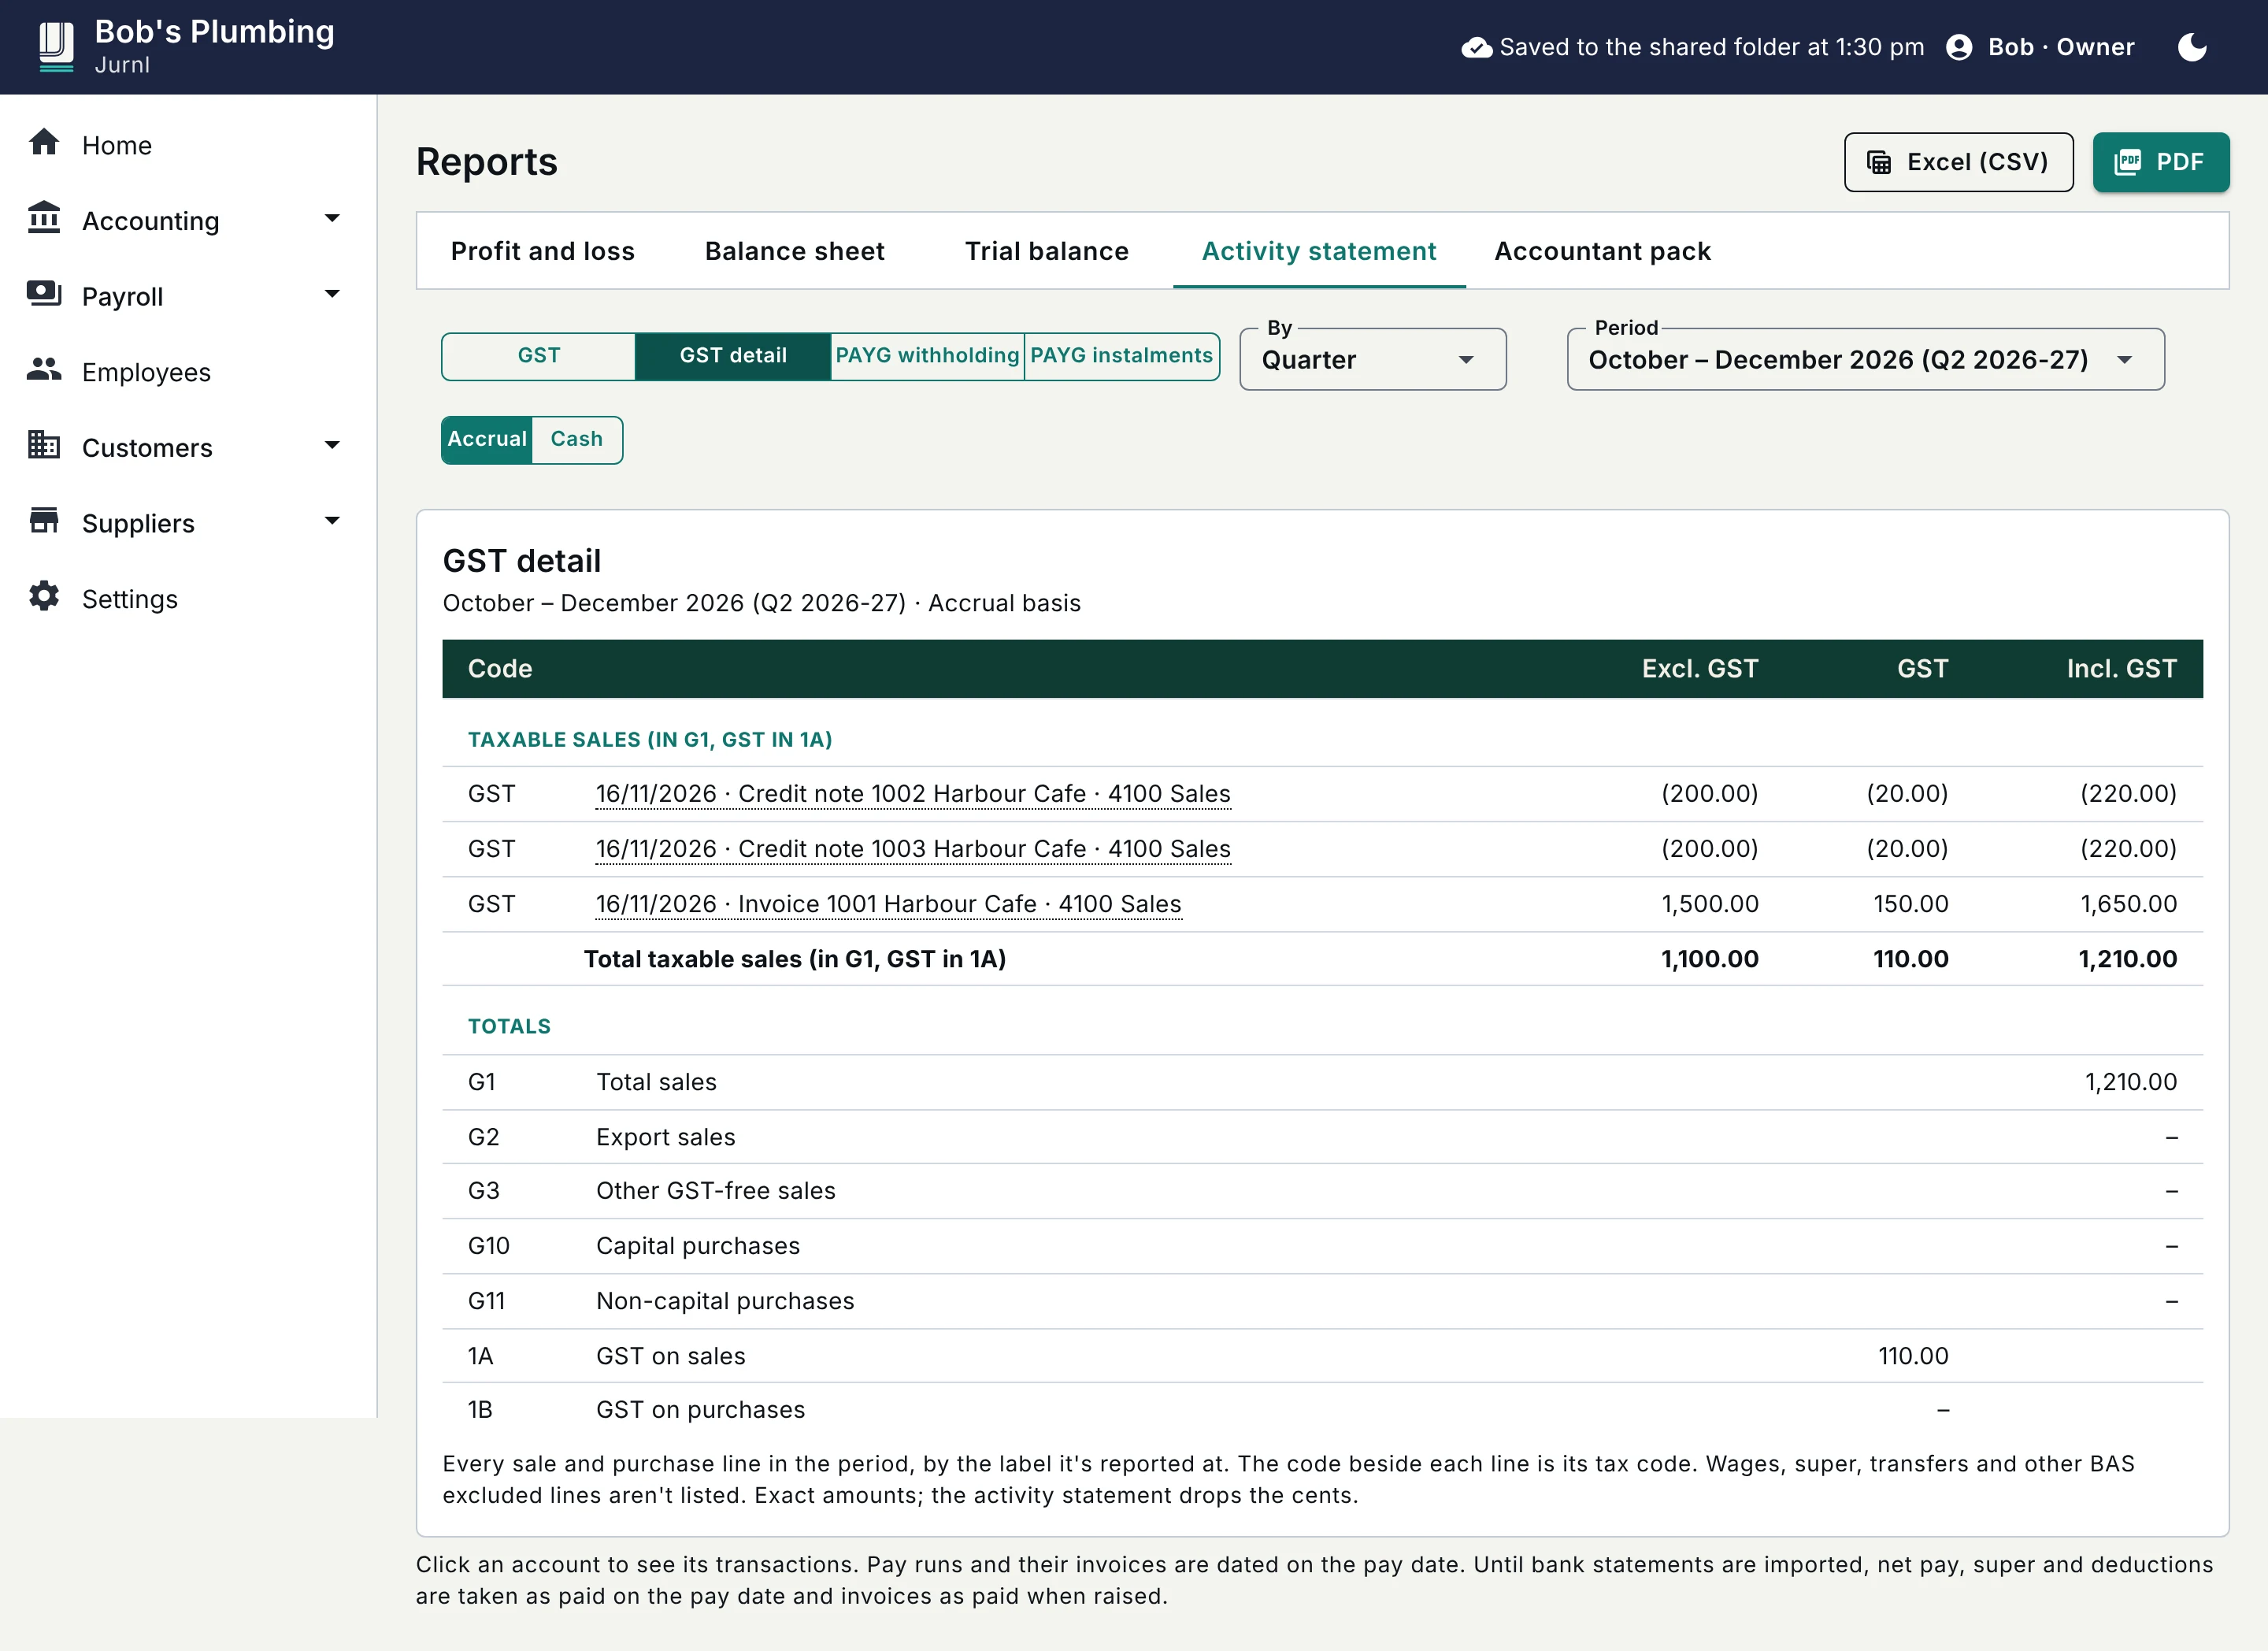 Bob's Plumbing
Jurnl
Saved to the shared folder at 1:30 pm
Bob · Owner
Home
Accounting
Payroll
Employees
Customers
Suppliers
Settings
Reports
Excel (CSV)
PDF
Profit and loss
Balance sheet
Trial balance
Activity statement
Accountant pack
GST
GST detail
PAYG withholding
PAYG instalments
By
Quarter
Period
October – December 2026 (Q2 2026-27)
Accrual
Cash
GST detail
October – December 2026 (Q2 2026-27) · Accrual basis
Code Excl. GST GST Incl. GST
TAXABLE SALES (IN G1, GST IN 1A)
GST 16/11/2026 · Credit note 1002 Harbour Cafe · 4100 Sales (200.00) (20.00) (220.00)
GST 16/11/2026 · Credit note 1003 Harbour Cafe · 4100 Sales (200.00) (20.00) (220.00)
GST 16/11/2026 · Invoice 1001 Harbour Cafe · 4100 Sales 1,500.00 150.00 1,650.00
Total taxable sales (in G1, GST in 1A) 1,100.00 110.00 1,210.00
TOTALS
G1 Total sales 1,210.00
G2 Export sales –
G3 Other GST-free sales –
G10 Capital purchases –
G11 Non-capital purchases –
1A GST on sales 110.00
1B GST on purchases –
Every sale and purchase line in the period, by the label it's reported at. The code beside each line is its tax code. Wages, super, transfers and other BAS
excluded lines aren't listed. Exact amounts; the activity statement drops the cents.
Click an account to see its transactions. Pay runs and their invoices are dated on the pay date. Until bank statements are imported, net pay, super and deductions
are taken as paid on the pay date and invoices as paid when raised.